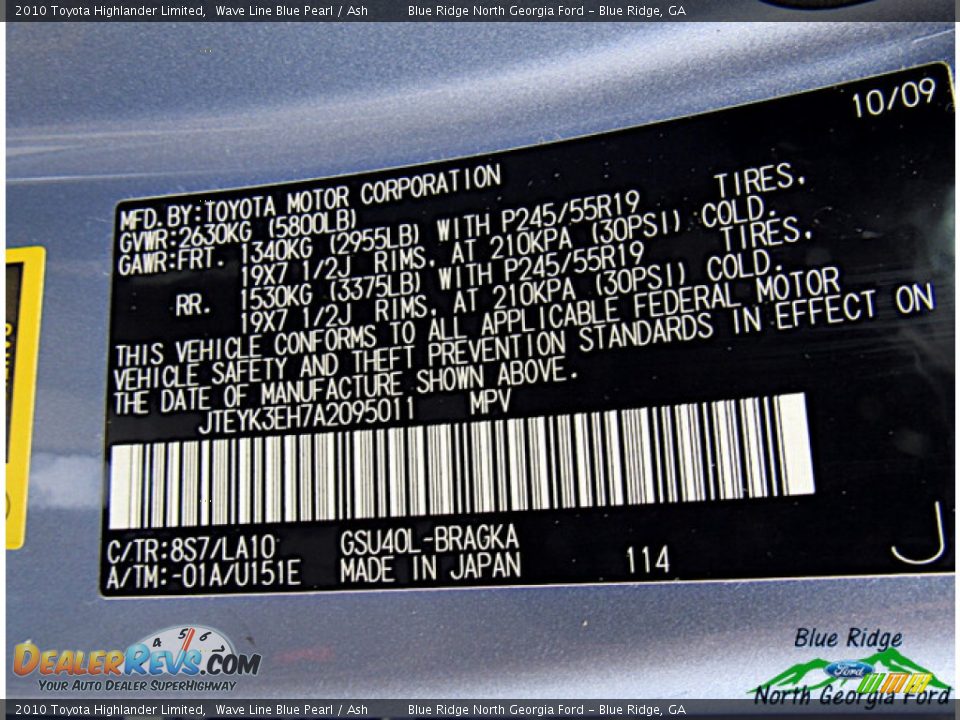 2010 Toyota Highlander Limited, Wave Line Blue Pearl / Ash Blue Ridge North Georgia Ford - Blue Ridge, GA
10/09
MFD.BY:TOYOTA MOTOR CORPORATION
GVWR:2630KG (5800LB)
GAWR:FRT. 1340KG (2955LB) WITH P245/55R19 TIRES,
19X7 1/2J RIMS, AT 210KPA (30PSI) COLD.
RR. 1530KG (3375LB) WITH P245/55R19 TIRES,
19X7 1/2J RIMS, AT 210KPA (30PSI) COLD.
THIS VEHICLE CONFORMS TO ALL APPLICABLE FEDERAL MOTOR
VEHICLE SAFETY AND THEFT PREVENTION STANDARDS IN EFFECT ON
THE DATE OF MANUFACTURE SHOWN ABOVE.
JTEYK3EH7A2095011 MPV
C/TR:8S7/LA10 GSU40L-BRAGKA
A/TM:-01A/U151E MADE IN JAPAN 114
J
4 5 6 7
DEALERREVS.COM
YOUR AUTO DEALER SUPERHIGHWAY
Blue Ridge
Ford
North Georgia Ford
2010 Toyota Highlander Limited, Wave Line Blue Pearl / Ash Blue Ridge North Georgia Ford - Blue Ridge, GA